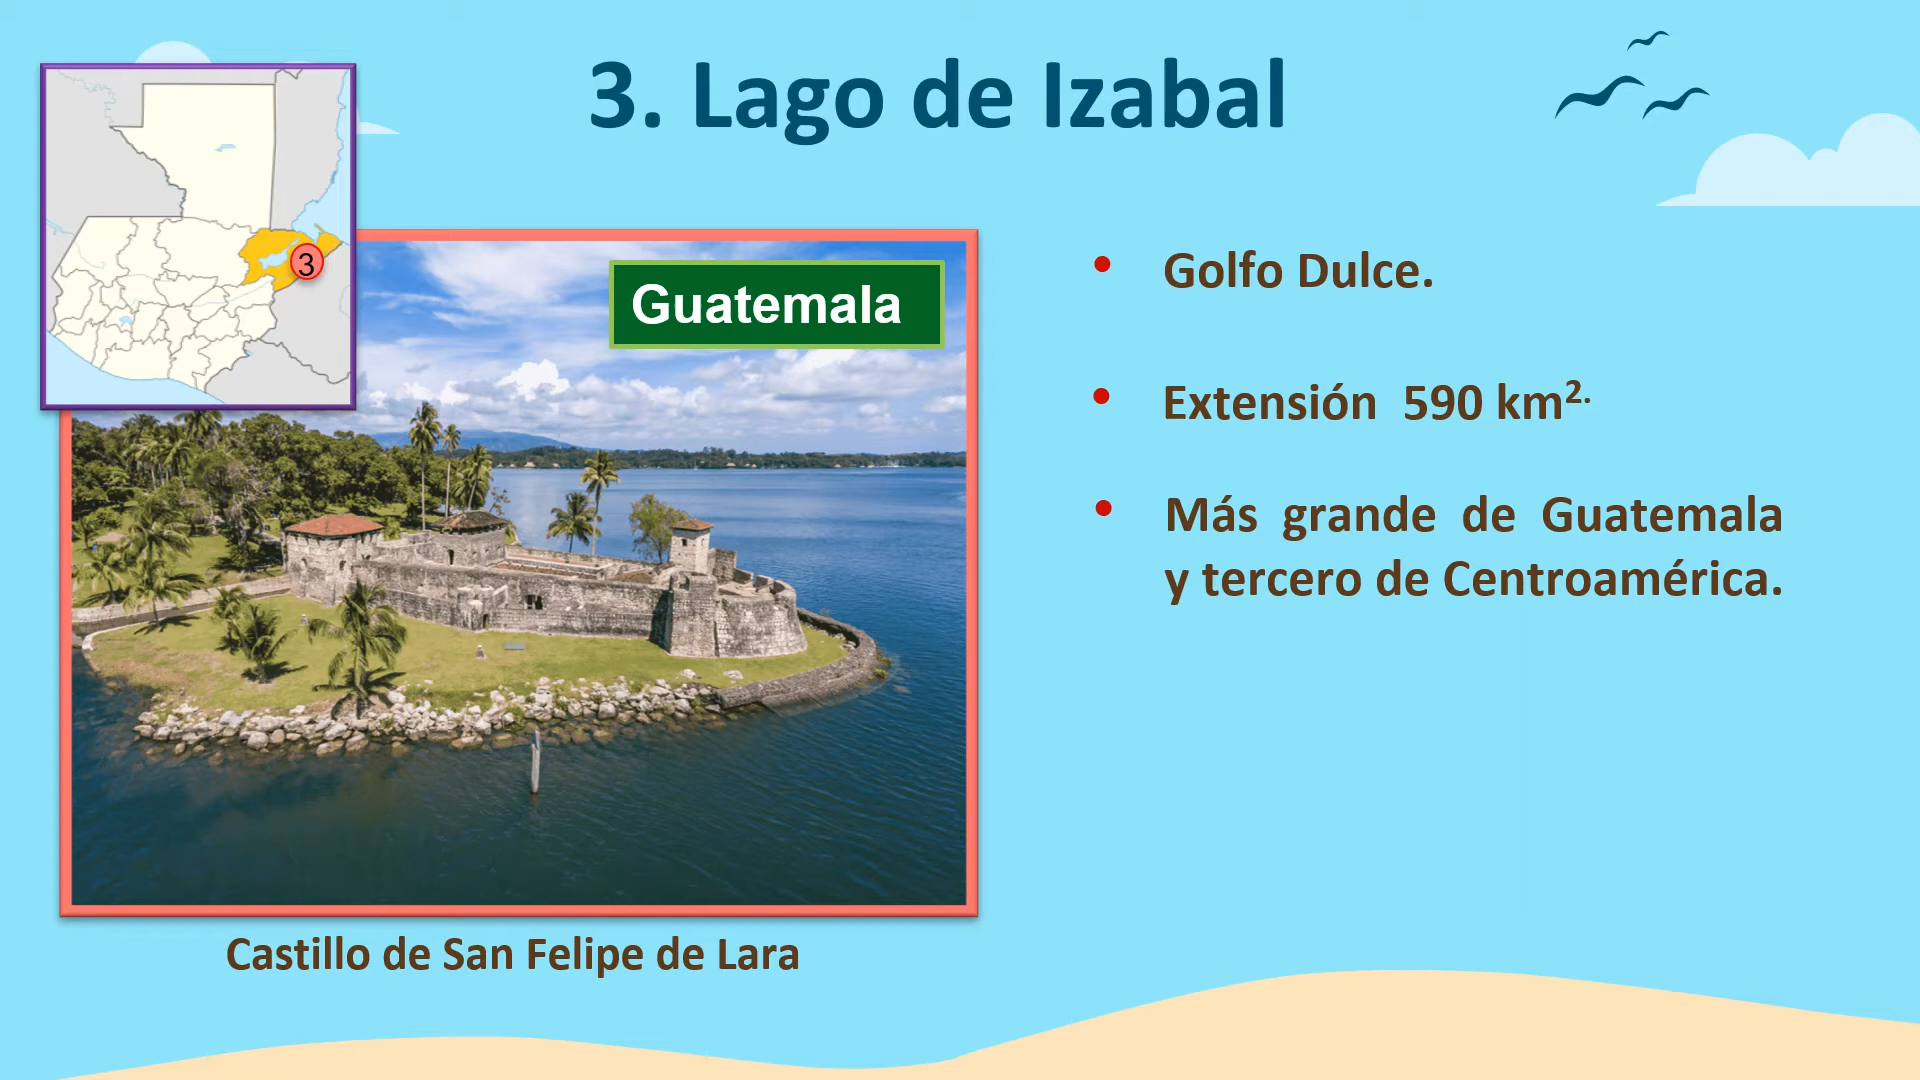 3. Lago de Izabal
3
Guatemala
• Golfo Dulce.
• Extensión 590 km².
• Más grande de Guatemala
y tercero de Centroamérica.
Castillo de San Felipe de Lara